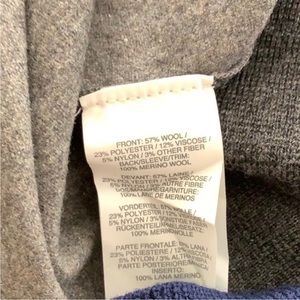 FRONT: 57% WOOL /
23% POLYESTER / 12% VISCOSE /
5% NYLON / 3% OTHER FIBER
BACK/SLEEVE/TRIM:
100% MERINO WOOL
DEVANT: 57% LAINE /
23% POLYESTER / 12% VISCOSE /
5% NYLON / 3% AUTRE FIBRE
100% LAINE DE MERINOS
VORDERTEIL: 57% WOLLE /
23% POLYESTER / 12% VISKOSE /
5% NYLON / 3% SONSTIGE FASERN
100% MERINOWOLLE
PARTE FRONTALE: 57% LANA /
23% POLIESTERE / 12% VISCOSA /
5% NYLON / 3% ALTRA FIBRA
PARTE POSTERIORE/
INSERTO:
100% LANA MERINO